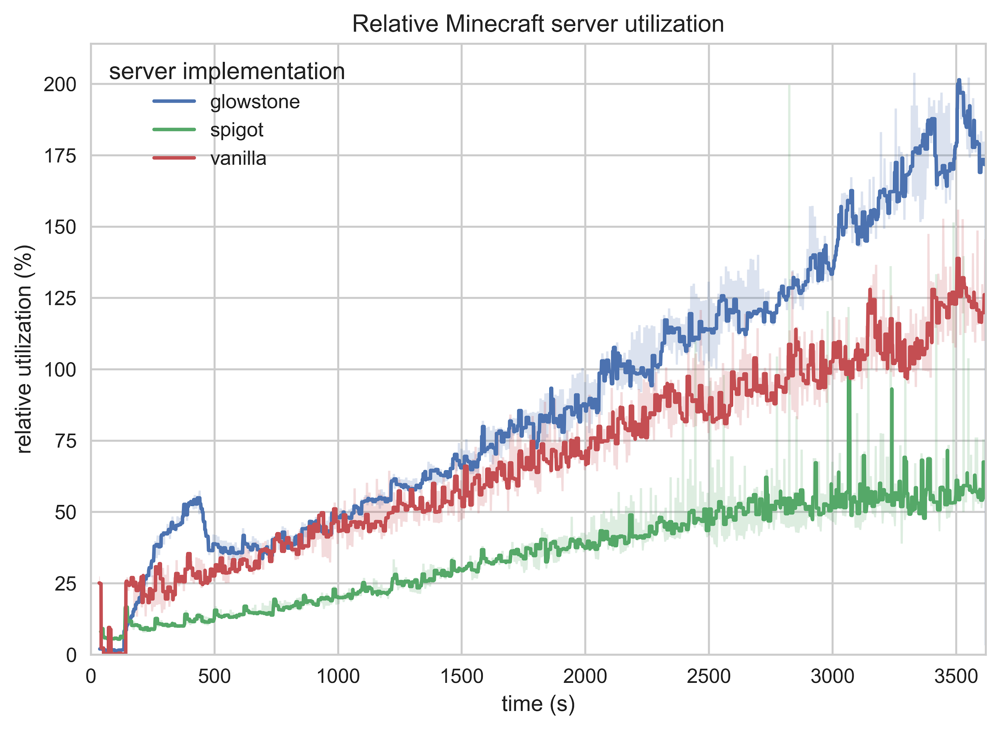 Relative Minecraft server utilization
server implementation
glowstone
spigot
vanilla
relative utilization (%)
200
175
150
125
100
75
50
25
0
0 500 1000 1500 2000 2500 3000 3500
time (s)